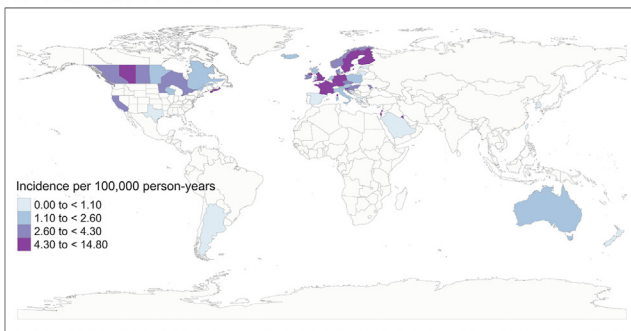 Incidence per 100,000 person-years
0.00 to < 1.10
1.10 to < 2.60
2.60 to < 4.30
4.30 to < 14.80